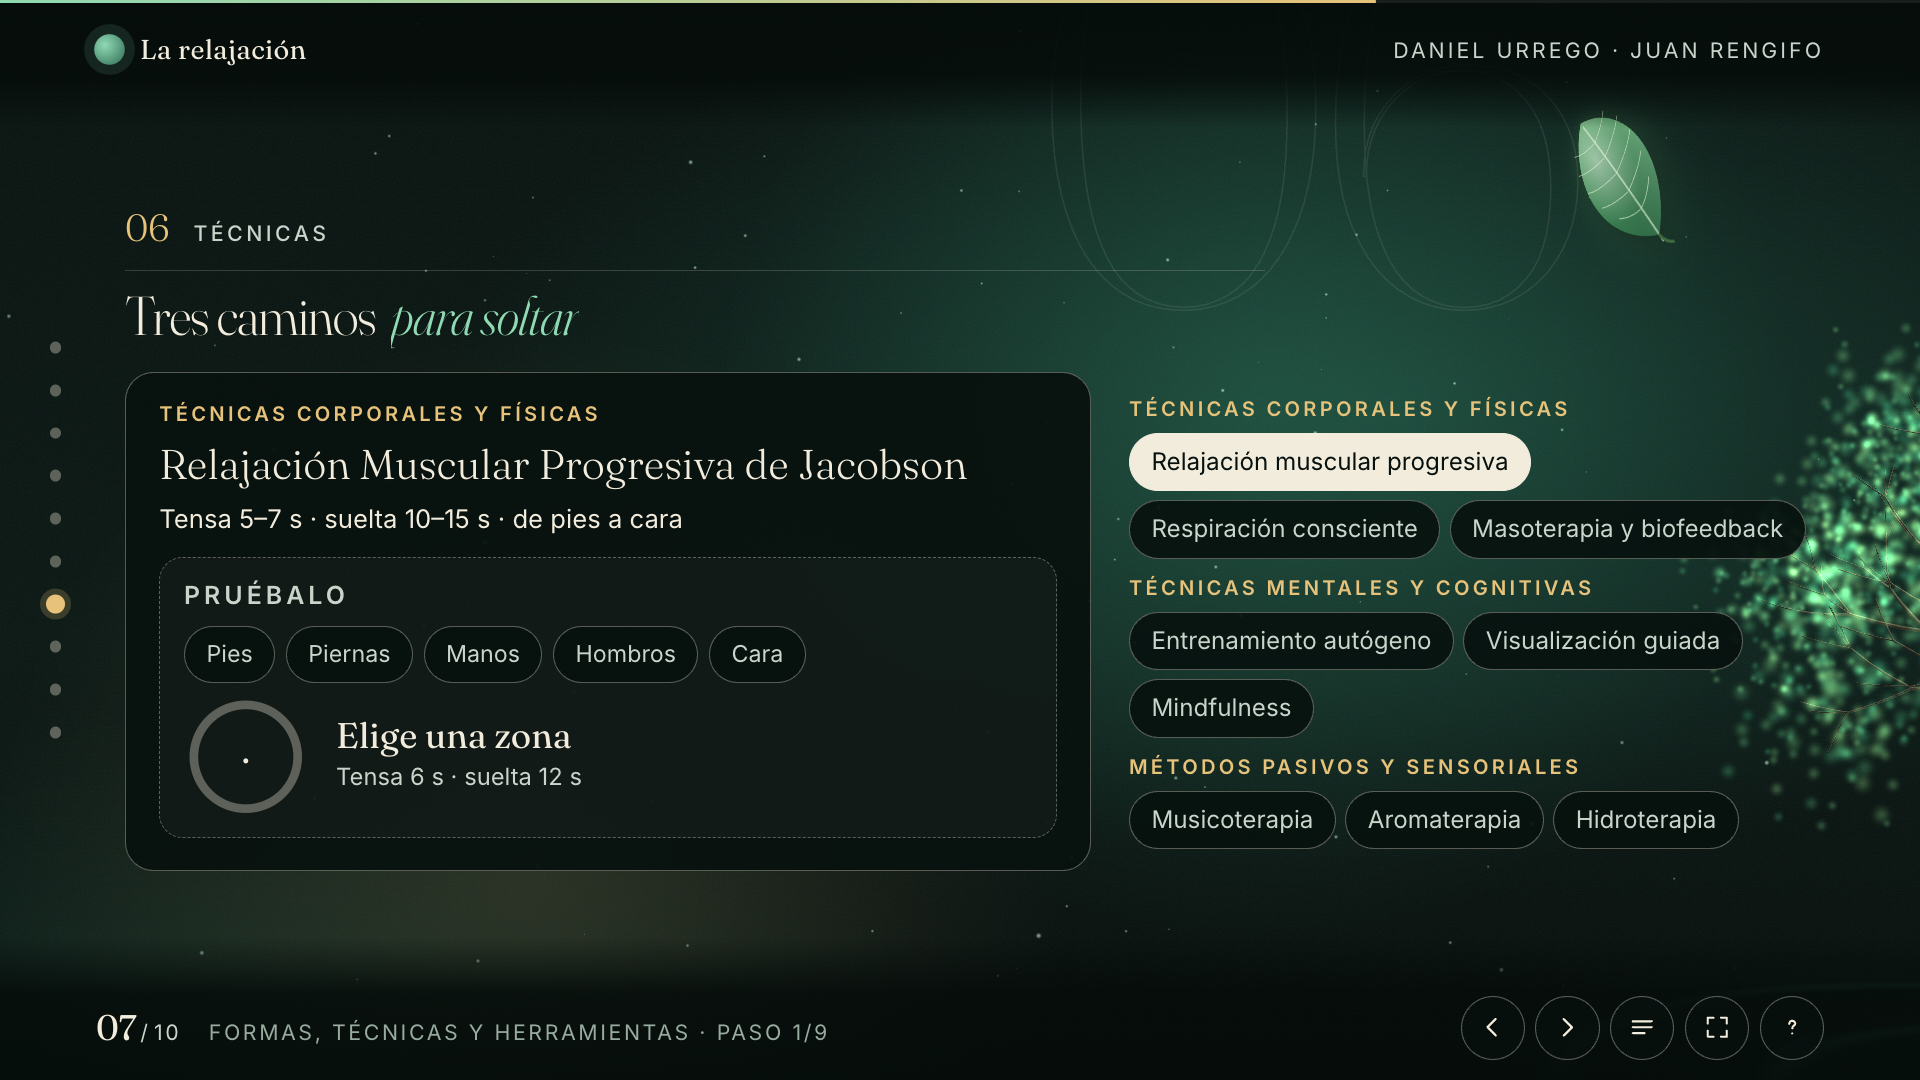 La relajación
DANIEL URREGO · JUAN RENGIFO
06
06 TÉCNICAS
Tres caminos para soltar
TÉCNICAS CORPORALES Y FÍSICAS
Relajación Muscular Progresiva de Jacobson
Tensa 5–7 s · suelta 10–15 s · de pies a cara
PRUÉBALO
Pies Piernas Manos Hombros Cara
Elige una zona
Tensa 6 s · suelta 12 s
TÉCNICAS CORPORALES Y FÍSICAS
Relajación muscular progresiva
Respiración consciente Masoterapia y biofeedback
TÉCNICAS MENTALES Y COGNITIVAS
Entrenamiento autógeno Visualización guiada
Mindfulness
MÉTODOS PASIVOS Y SENSORIALES
Musicoterapia Aromaterapia Hidroterapia
07 / 10 FORMAS, TÉCNICAS Y HERRAMIENTAS · PASO 1/9
?